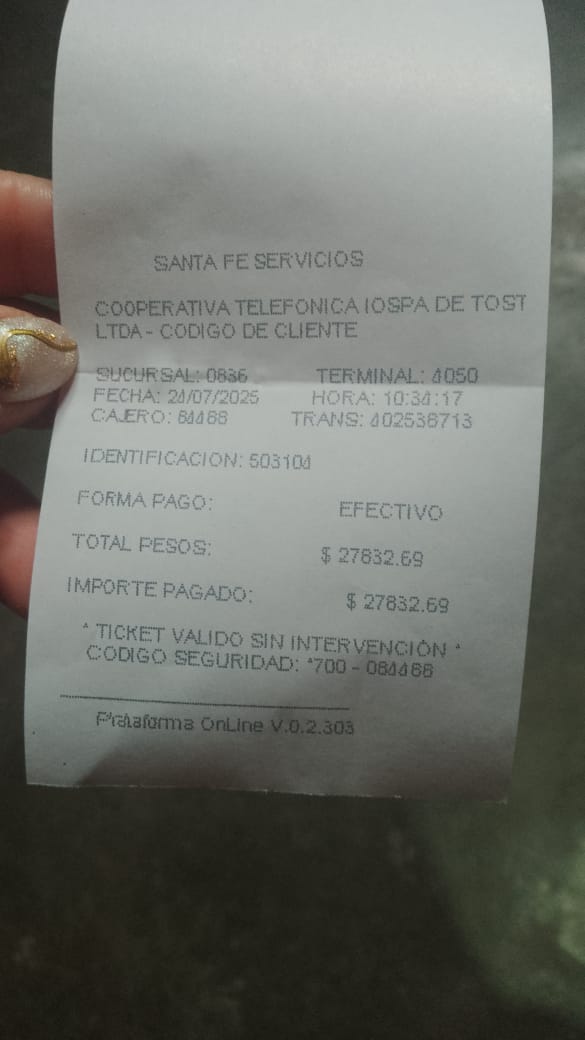 SANTA FE SERVICIOS
COOPERATIVA TELEFONICA IOSPA DE TOST
LTDA - CODIGO DE CLIENTE
SUCURSAL: 0836 TERMINAL: 4050
FECHA: 24/07/2025 HORA: 10:34:17
CAJERO: 84468 TRANS: 402536713
IDENTIFICACION: 503104
FORMA PAGO: EFECTIVO
TOTAL PESOS: $ 27832.69
IMPORTE PAGADO: $ 27832.69
* TICKET VALIDO SIN INTERVENCIÓN *
CODIGO SEGURIDAD: *700 - 084468
Plataforma OnLine V.0.2.303